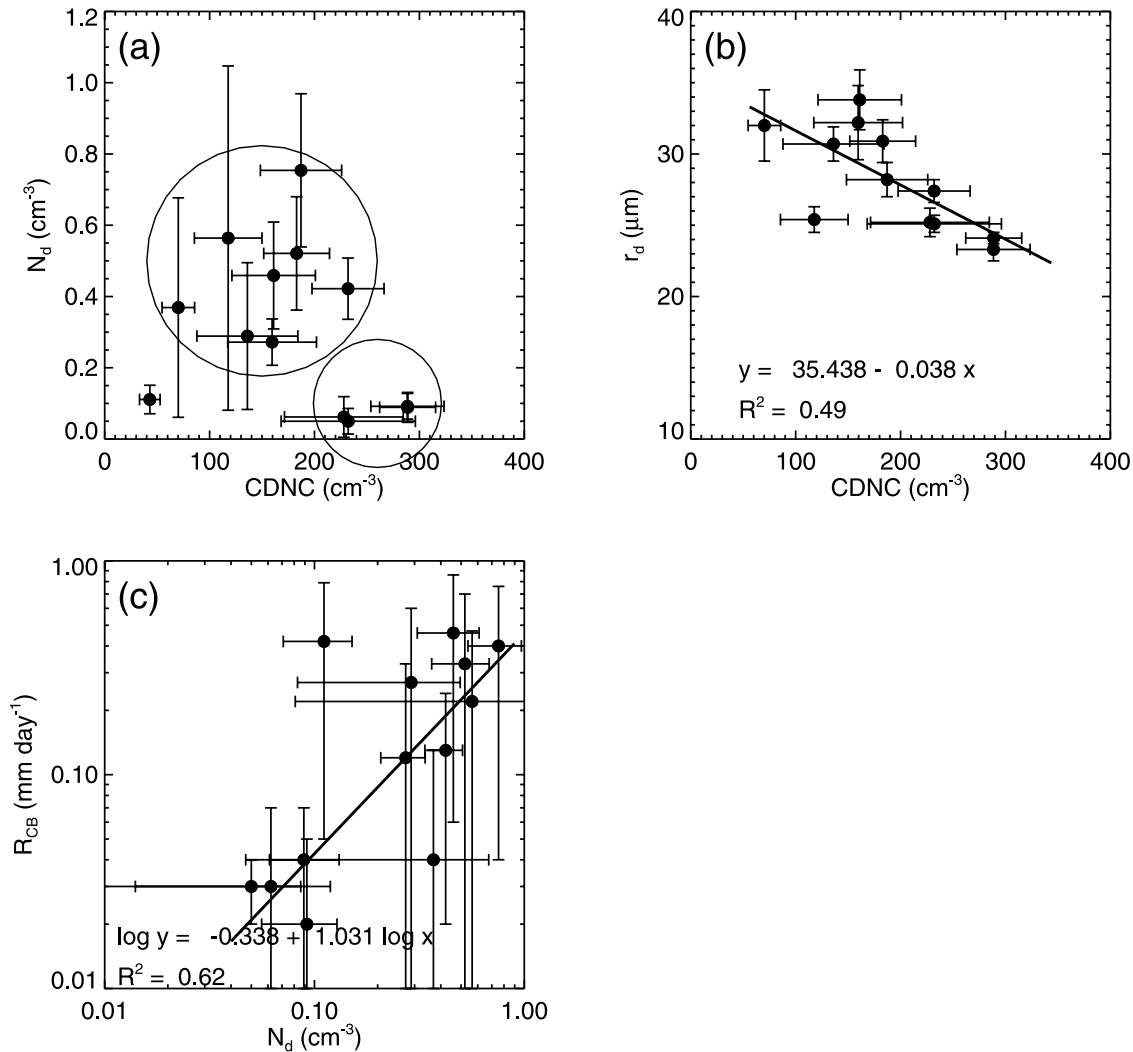 (a)
1.2
1.0
0.8
0.6
0.4
0.2
0.0
N_d (cm^-3)
0 100 200 300 400
CDNC (cm^-3)
(b)
40
30
20
10
r_d (μm)
y = 35.438 - 0.038 x
R^2 = 0.49
0 100 200 300 400
CDNC (cm^-3)
(c)
1.00
0.10
0.01
R_CB (mm day^-1)
log y = -0.338 + 1.031 log x
R^2 = 0.62
0.01 0.10 1.00
N_d (cm^-3)